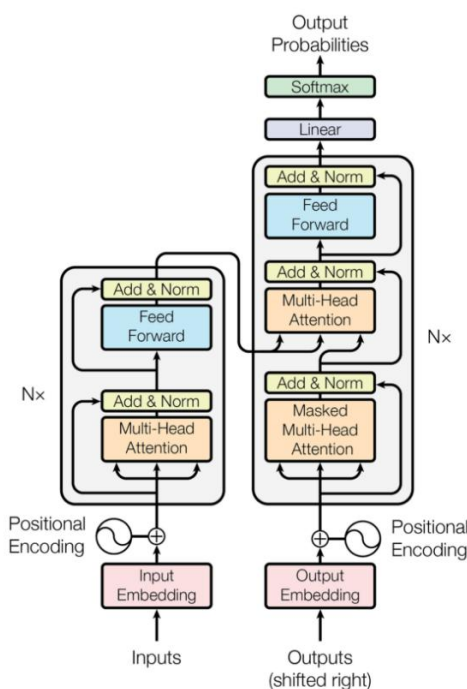 Output
Probabilities
Softmax
Linear
Add & Norm
Feed
Forward
Add & Norm
Multi-Head
Attention
Add & Norm
Masked
Multi-Head
Attention
Nx
Add & Norm
Feed
Forward
Add & Norm
Multi-Head
Attention
Nx
Positional
Encoding
Positional
Encoding
Input
Embedding
Output
Embedding
Inputs
Outputs
(shifted right)